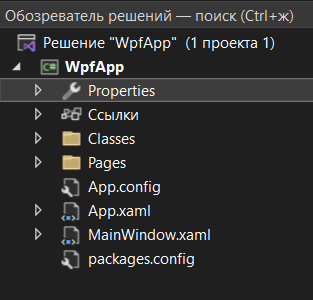 Обозреватель решений — поиск (Ctrl+ж)
Решение "WpfApp" (1 проекта 1)
WpfApp
Properties
Ссылки
Classes
Pages
App.config
App.xaml
MainWindow.xaml
packages.config